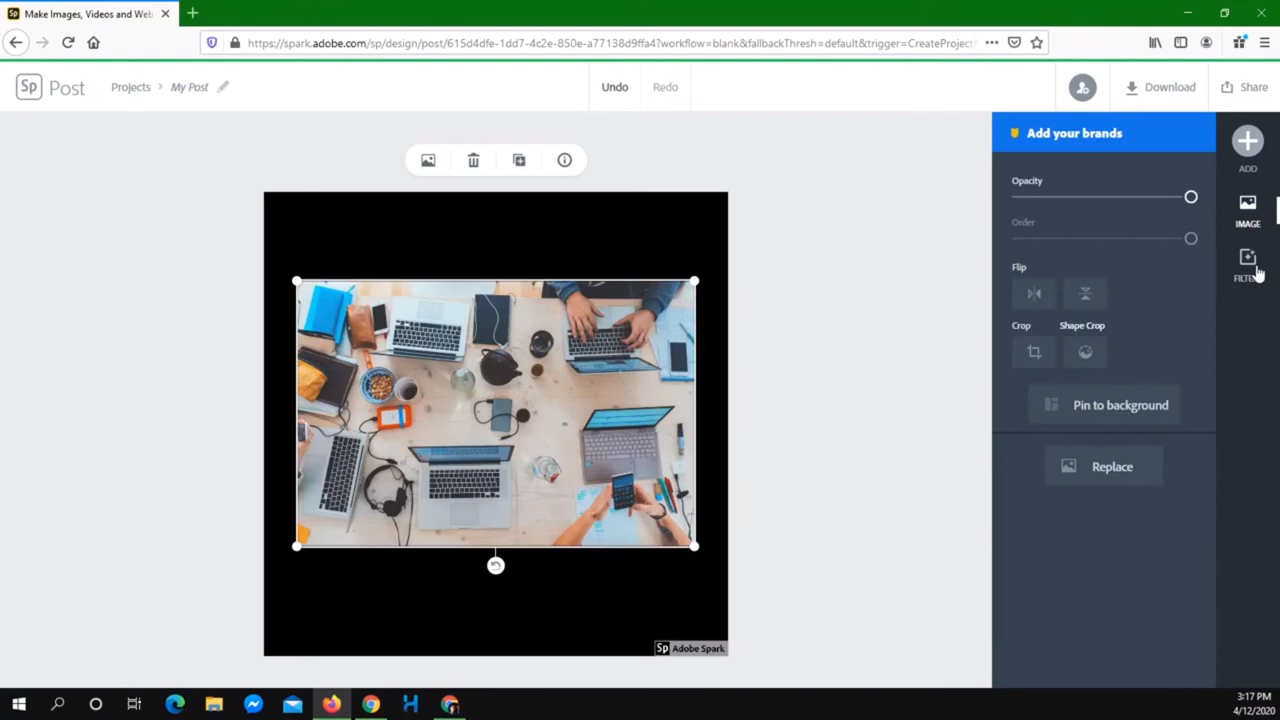 Sp Make Images, Videos and Web
https://spark.adobe.com/sp/design/post/615d4dfe-1dd7-4c2e-850e-a77138d9ffa4?workflow=blank&fallbackThresh=default&trigger=CreateProject
Sp Post
Projects > My Post
Undo
Redo
Download
Share
Add your brands
ADD
Opacity
IMAGE
Order
Flip
Crop
Shape Crop
Pin to background
Replace
Sp Adobe Spark
3:17 PM
4/12/2020